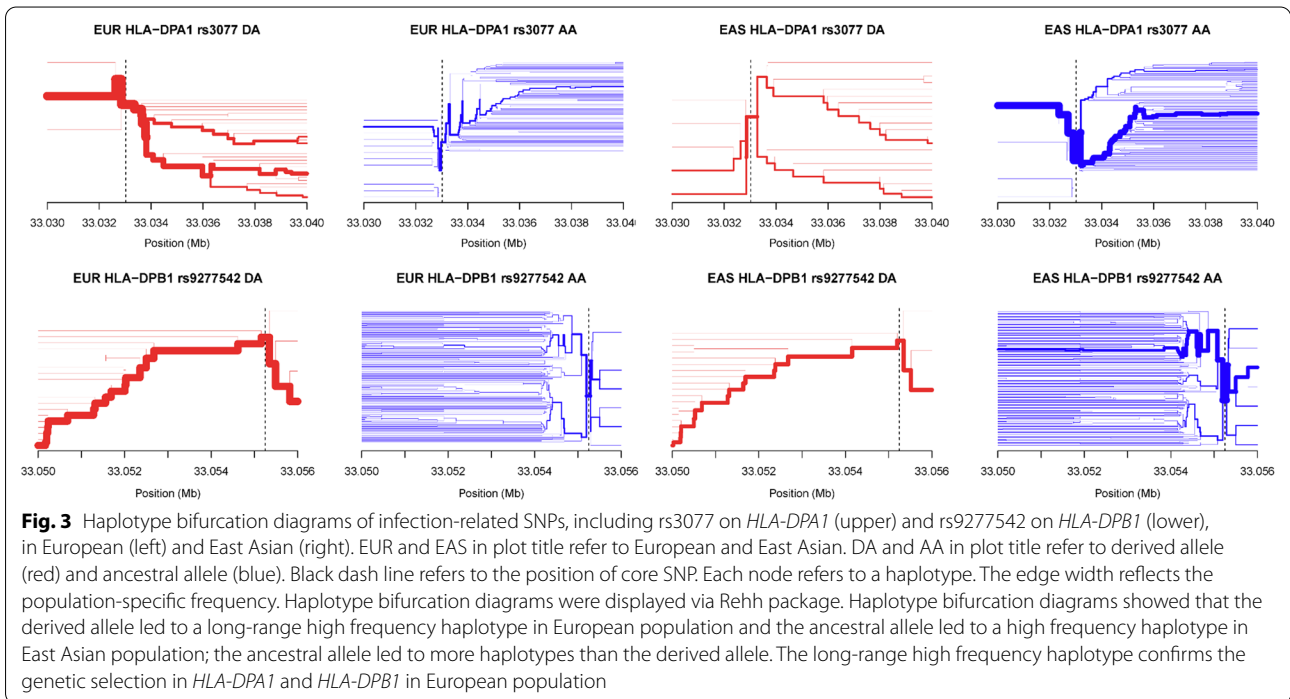 EUR HLA−DPA1 rs3077 DA
EUR HLA−DPA1 rs3077 AA
EAS HLA−DPA1 rs3077 DA
EAS HLA−DPA1 rs3077 AA
33.030 33.032 33.034 33.036 33.038 33.040
33.030 33.032 33.034 33.036 33.038 33.040
33.030 33.032 33.034 33.036 33.038 33.040
33.030 33.032 33.034 33.036 33.038 33.040
Position (Mb)
Position (Mb)
Position (Mb)
Position (Mb)
EUR HLA−DPB1 rs9277542 DA
EUR HLA−DPB1 rs9277542 AA
EAS HLA−DPB1 rs9277542 DA
EAS HLA−DPB1 rs9277542 AA
33.050 33.052 33.054 33.056
33.050 33.052 33.054 33.056
33.050 33.052 33.054 33.056
33.050 33.052 33.054 33.056
Position (Mb)
Position (Mb)
Position (Mb)
Position (Mb)
Fig. 3 Haplotype bifurcation diagrams of infection-related SNPs, including rs3077 on HLA-DPA1 (upper) and rs9277542 on HLA-DPB1 (lower),
in European (left) and East Asian (right). EUR and EAS in plot title refer to European and East Asian. DA and AA in plot title refer to derived allele
(red) and ancestral allele (blue). Black dash line refers to the position of core SNP. Each node refers to a haplotype. The edge width reflects the
population-specific frequency. Haplotype bifurcation diagrams were displayed via Rehh package. Haplotype bifurcation diagrams showed that the
derived allele led to a long-range high frequency haplotype in European population and the ancestral allele led to a high frequency haplotype in
East Asian population; the ancestral allele led to more haplotypes than the derived allele. The long-range high frequency haplotype confirms the
genetic selection in HLA-DPA1 and HLA-DPB1 in European population